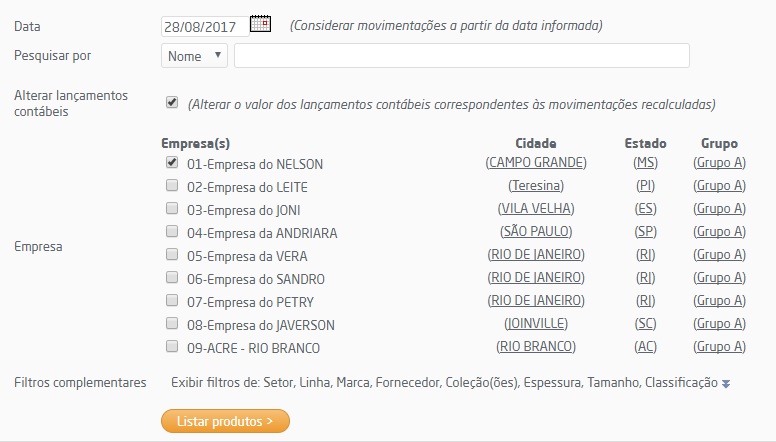 Data 28/08/2017 (Considerar movimentações a partir da data informada)
Pesquisar por Nome
Alterar lançamentos
contábeis (Alterar o valor dos lançamentos contábeis correspondentes às movimentações recalculadas)
Empresa(s) Cidade Estado Grupo
01-Empresa do NELSON (CAMPO GRANDE) (MS) (Grupo A)
02-Empresa do LEITE (Teresina) (PI) (Grupo A)
03-Empresa do JONI (VILA VELHA) (ES) (Grupo A)
04-Empresa da ANDRIARA (SÃO PAULO) (SP) (Grupo A)
Empresa
05-Empresa da VERA (RIO DE JANEIRO) (RJ) (Grupo A)
06-Empresa do SANDRO (RIO DE JANEIRO) (RJ) (Grupo A)
07-Empresa do PETRY (RIO DE JANEIRO) (RJ) (Grupo A)
08-Empresa do JAVERSON (JOINVILLE) (SC) (Grupo A)
09-ACRE - RIO BRANCO (RIO BRANCO) (AC) (Grupo A)
Filtros complementares Exibir filtros de: Setor, Linha, Marca, Fornecedor, Coleção(ões), Espessura, Tamanho, Classificação
Listar produtos >